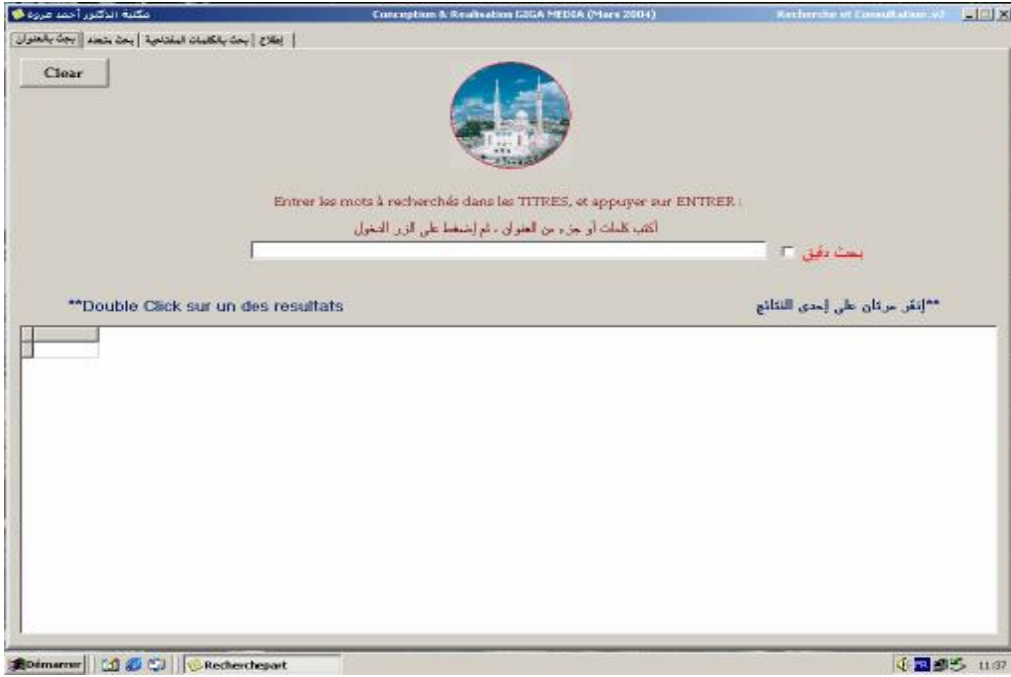 مكتبة الدكتور أحمد عروة
Conception & Realisation GIGA MEDIA (Mars 2004)
Recherche et Consultation .v2
بحث بالعنوان
بحث متعدد
بحث بالكلمات المفتاحية
إطلاع
Clear
Entrer les mots à recherchés dans les TITRES, et appuyer sur ENTRER :
أكتب كلمات أو جزء من العنوان ، ثم إضغط على الزر الدخول
بحث دقيق
**Double Click sur un des resultats
**إنقر مرتان على إحدى النتائج
Démarrer
Recherchepart
11:37